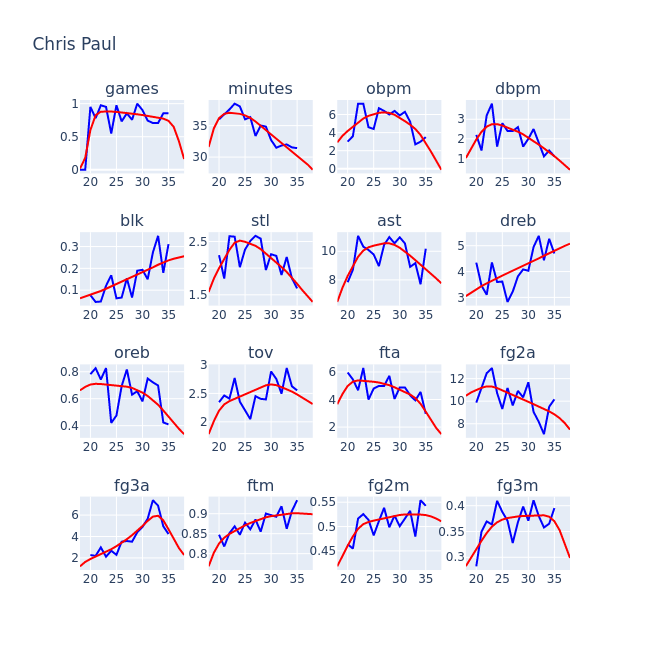 Chris Paul
games minutes obpm dbpm
1 0.5 0 35 30 6 4 2 0 3 2 1
20 25 30 35 20 25 30 35 20 25 30 35 20 25 30 35
blk stl ast dreb
0.3 0.2 0.1 2.5 2 1.5 10 8 5 4 3
20 25 30 35 20 25 30 35 20 25 30 35 20 25 30 35
oreb tov fta fg2a
0.8 0.6 0.4 3 2.5 2 6 4 2 12 10 8
20 25 30 35 20 25 30 35 20 25 30 35 20 25 30 35
fg3a ftm fg2m fg3m
6 4 2 0.9 0.85 0.8 0.55 0.5 0.45 0.4 0.35 0.3
20 25 30 35 20 25 30 35 20 25 30 35 20 25 30 35